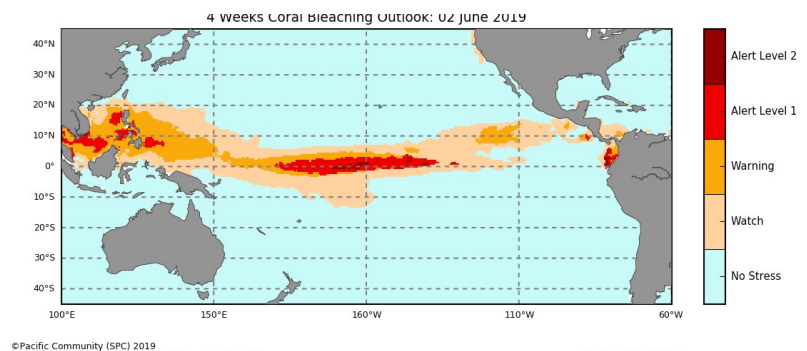 4 Weeks Coral Bleaching Outlook: 02 June 2019
40°N
30°N
20°N
10°N
0°
10°S
20°S
30°S
40°S
100°E
150°E
160°W
110°W
60°W
Alert Level 2
Alert Level 1
Warning
Watch
No Stress
©Pacific Community (SPC) 2019